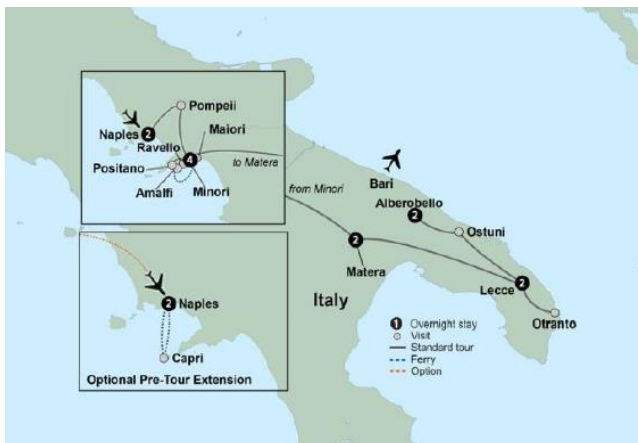 Pompeii
Naples 2
Ravello
Maiori
4
Positano
to Matera
Amalfi
Minori
from Minori
Bari
Alberobello
2
Ostuni
2
Matera
Lecce 2
Otranto
Italy
2 Naples
Capri
Optional Pre-Tour Extension
1 Overnight stay
Visit
Standard tour
Ferry
Option